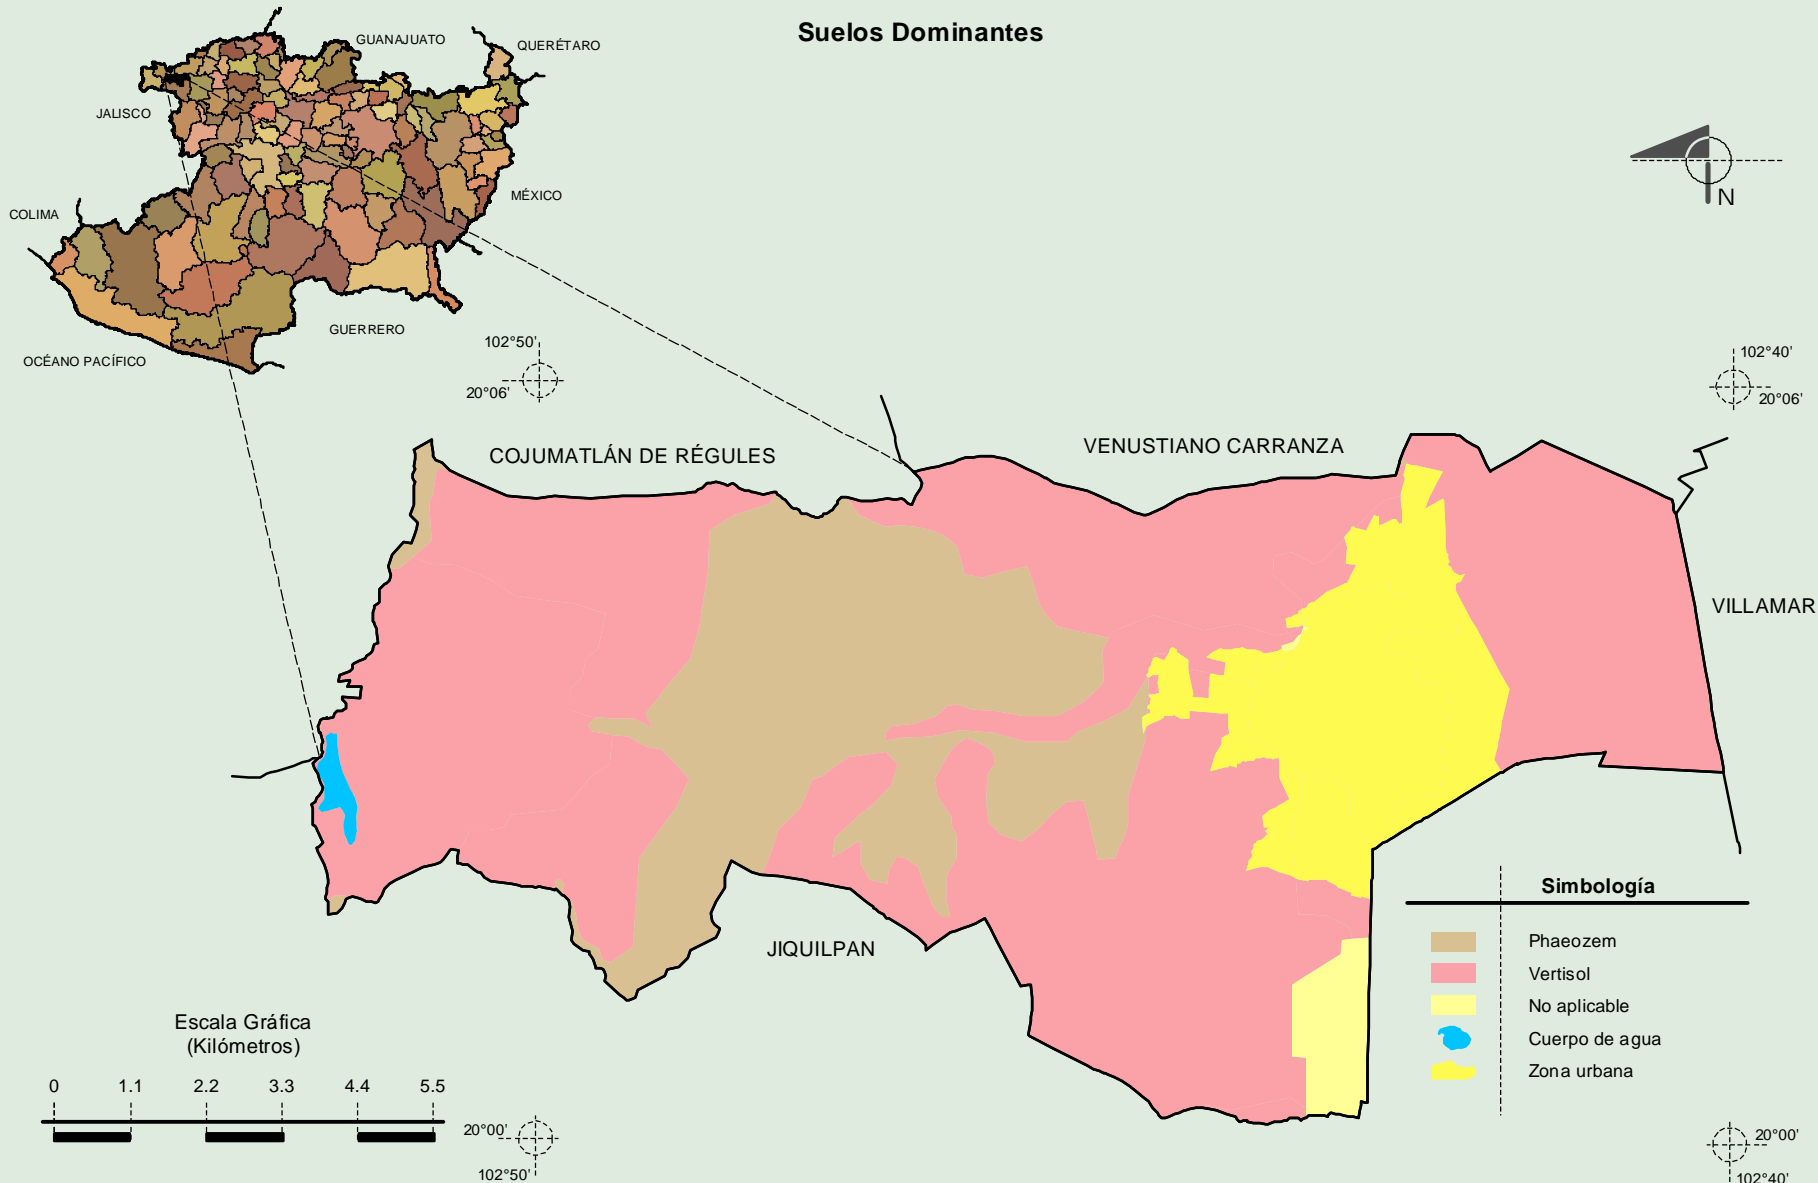 Suelos Dominantes
GUANAJUATO
QUERÉTARO
JALISCO
MÉXICO
COLIMA
GUERRERO
OCÉANO PACÍFICO
N
102°50'
20°06'
102°40'
20°06'
COJUMATLÁN DE RÉGULES
VENUSTIANO CARRANZA
VILLAMAR
JIQUILPAN
Simbología
Phaeozem
Vertisol
No aplicable
Cuerpo de agua
Zona urbana
Escala Gráfica
(Kilómetros)
0 1.1 2.2 3.3 4.4 5.5
20°00'
102°50'
20°00'
102°40'